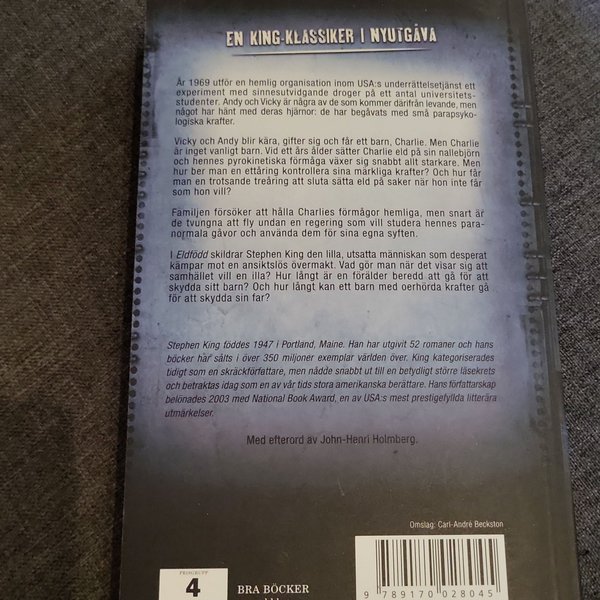 EN KING-KLASSIKER I NYUTGÅVA
År 1969 utför en hemlig organisation inom USA:s underrättelsetjänst ett
experiment med sinnesutvidgande droger på ett antal universitets-
studenter. Andy och Vicky är några av de som kommer därifrån levande, men
något har hänt med deras hjärnor: de har begåvats med små parapsyko-
logiska krafter.
Vicky och Andy blir kära, gifter sig och får ett barn, Charlie. Men Charlie
är inget vanligt barn. Vid ett års ålder sätter Charlie eld på sin nallebjörn
och hennes pyrokinetiska förmåga växer sig snabbt allt starkare. Men
hur ber man en ettåring kontrollera sina märkliga krafter? Och hur får
man en trotsande treåring att sluta sätta eld på saker när hon inte får
som hon vill?
Familjen försöker att hålla Charlies förmågor hemliga, men snart är
de tvungna att fly undan en regering som vill studera hennes para-
normala gåvor och använda dem för sina egna syften.
I Eldfödd skildrar Stephen King den lilla, utsatta människan som desperat
kämpar mot en ansiktslös övermakt. Vad gör man när det visar sig att
samhället vill en illa? Hur långt är en förälder beredd att gå för att
skydda sitt barn? Och hur långt kan ett barn med oerhörda krafter gå
för att skydda sin far?
Stephen King föddes 1947 i Portland, Maine. Han har utgivit 52 romaner och hans
böcker har sålts i över 350 miljoner exemplar världen över. King kategoriserades
tidigt som en skräckförfattare, men nådde snabbt ut till en betydligt större läsekrets
och betraktas idag som en av vår tids stora amerikanska berättare. Hans författarskap
belönades 2003 med National Book Award, en av USA:s mest prestigefyllda litterära
utmärkelser.
Med efterord av John-Henri Holmberg.
Omslag: Carl-André Beckston
PRISGRUPP
4
BRA BÖCKER
9 789170 028045